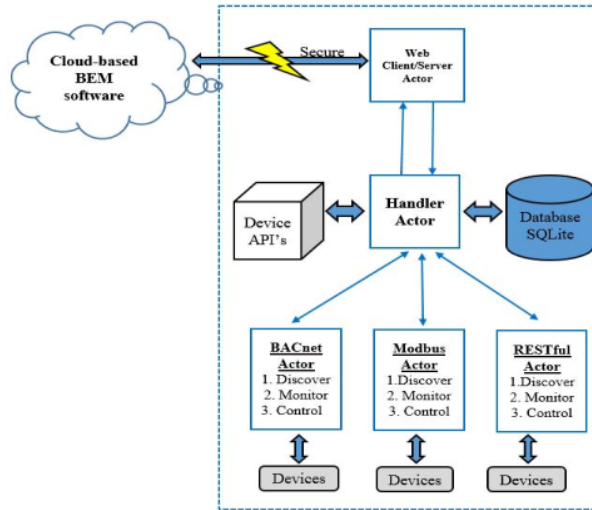 Cloud-based
BEM
software
Secure
Web
Client/Server
Actor
Device
API's
Handler
Actor
Database
SQLite
BACnet
Actor
1. Discover
2. Monitor
3. Control
Modbus
Actor
1.Discover
2. Monitor
3. Control
RESTful
Actor
1.Discover
2. Monitor
3. Control
Devices
Devices
Devices